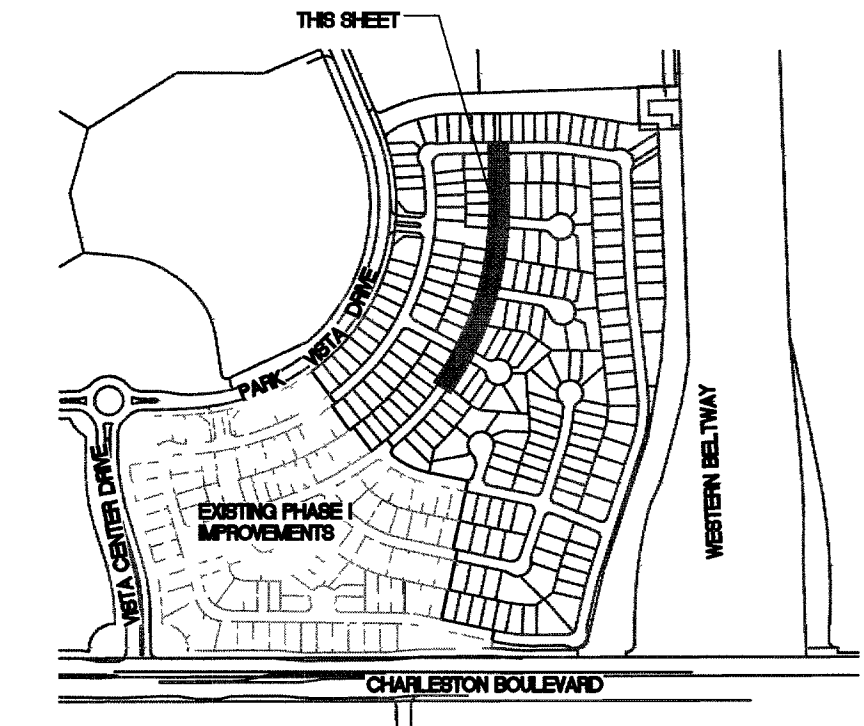 THIS SHEET
PARK VISTA DRIVE
EXISTING PHASE I
IMPROVEMENTS
VISTA CENTER DRIVE
WESTERN BELTWAY
CHARLESTON BOULEVARD